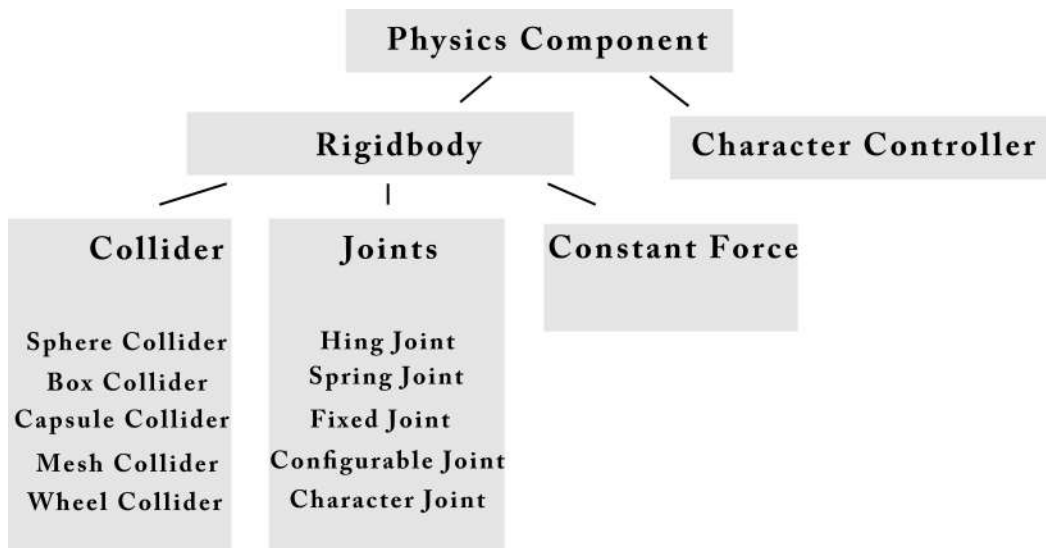 Physics Component
Rigidbody
Character Controller
Collider
Sphere Collider
Box Collider
Capsule Collider
Mesh Collider
Wheel Collider
Joints
Hing Joint
Spring Joint
Fixed Joint
Configurable Joint
Character Joint
Constant Force